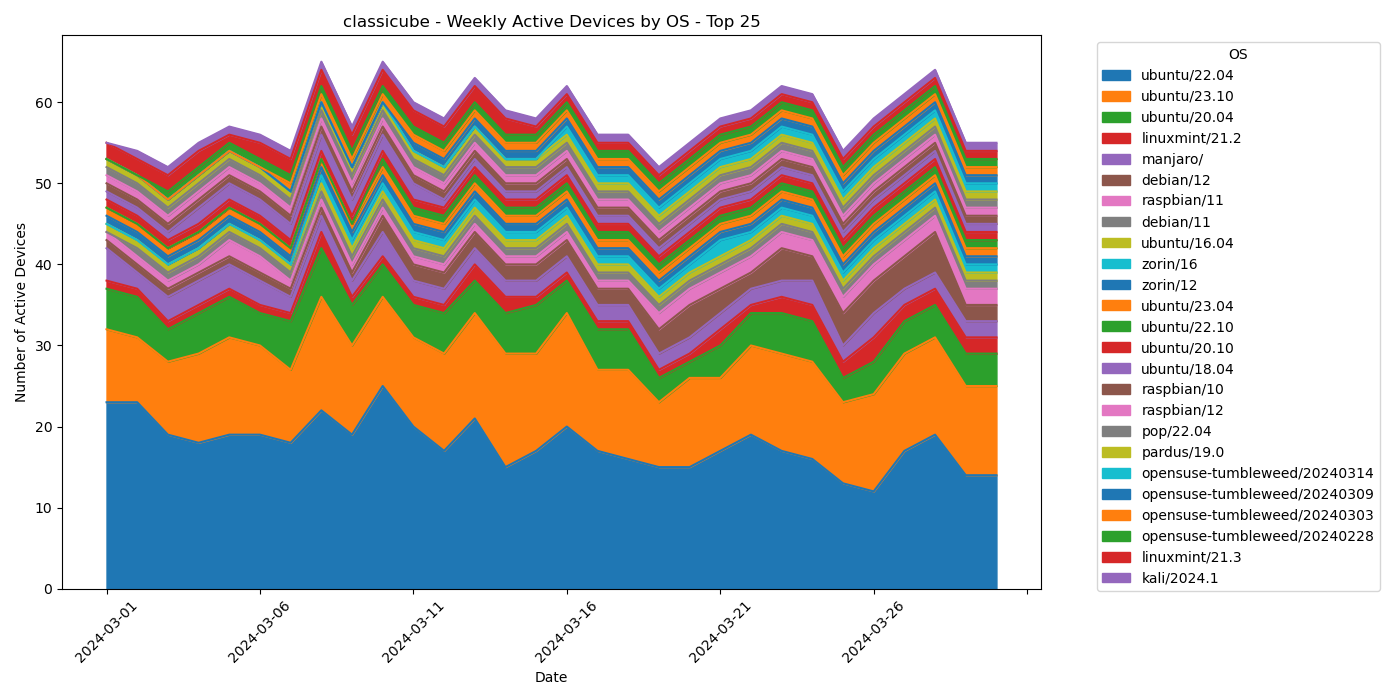 classicube - Weekly Active Devices by OS - Top 25
Number of Active Devices
60
50
40
30
20
10
0
2024-03-01
2024-03-06
2024-03-11
2024-03-16
2024-03-21
2024-03-26
Date
OS
ubuntu/22.04
ubuntu/23.10
ubuntu/20.04
linuxmint/21.2
manjaro/
debian/12
raspbian/11
debian/11
ubuntu/16.04
zorin/16
zorin/12
ubuntu/23.04
ubuntu/22.10
ubuntu/20.10
ubuntu/18.04
raspbian/10
raspbian/12
pop/22.04
pardus/19.0
opensuse-tumbleweed/20240314
opensuse-tumbleweed/20240309
opensuse-tumbleweed/20240303
opensuse-tumbleweed/20240228
linuxmint/21.3
kali/2024.1